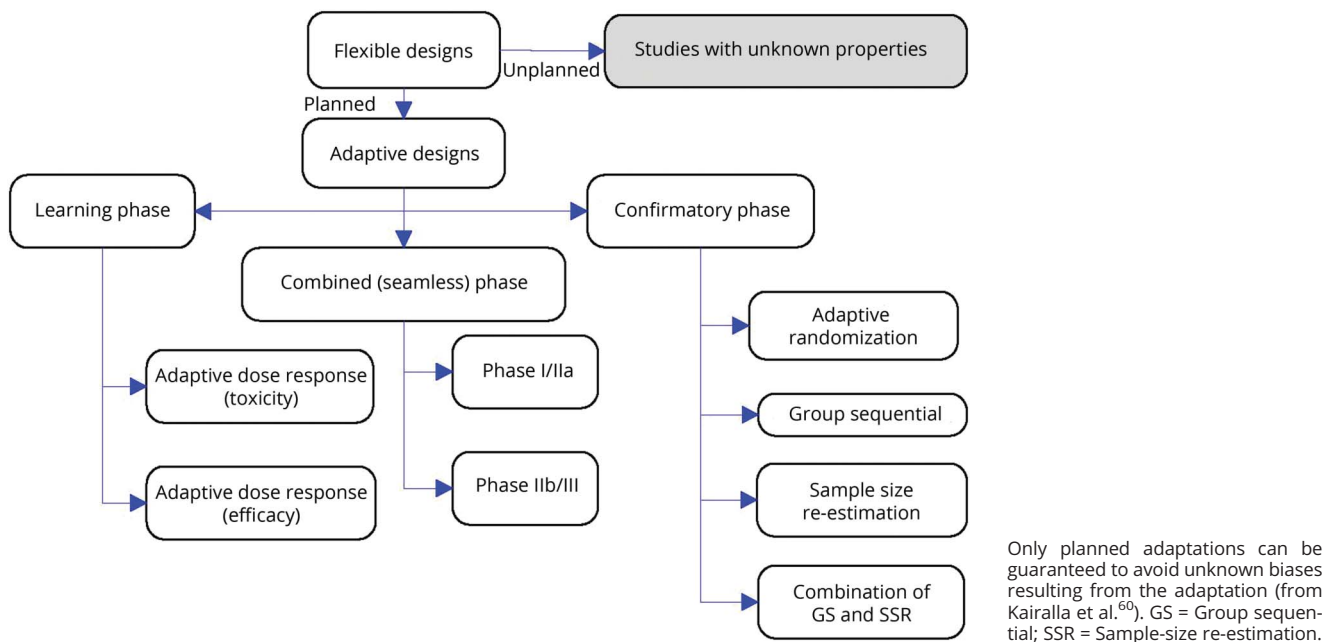 Flexible designs
Studies with unknown properties
Unplanned
Planned
Adaptive designs
Learning phase
Confirmatory phase
Combined (seamless) phase
Adaptive
randomization
Adaptive dose response
(toxicity)
Phase I/IIa
Group sequential
Adaptive dose response
(efficacy)
Phase IIb/III
Sample size
re-estimation
Combination of
GS and SSR
Only planned adaptations can be
guaranteed to avoid unknown biases
resulting from the adaptation (from
Kairalla et al.60). GS = Group sequen-
tial; SSR = Sample-size re-estimation.